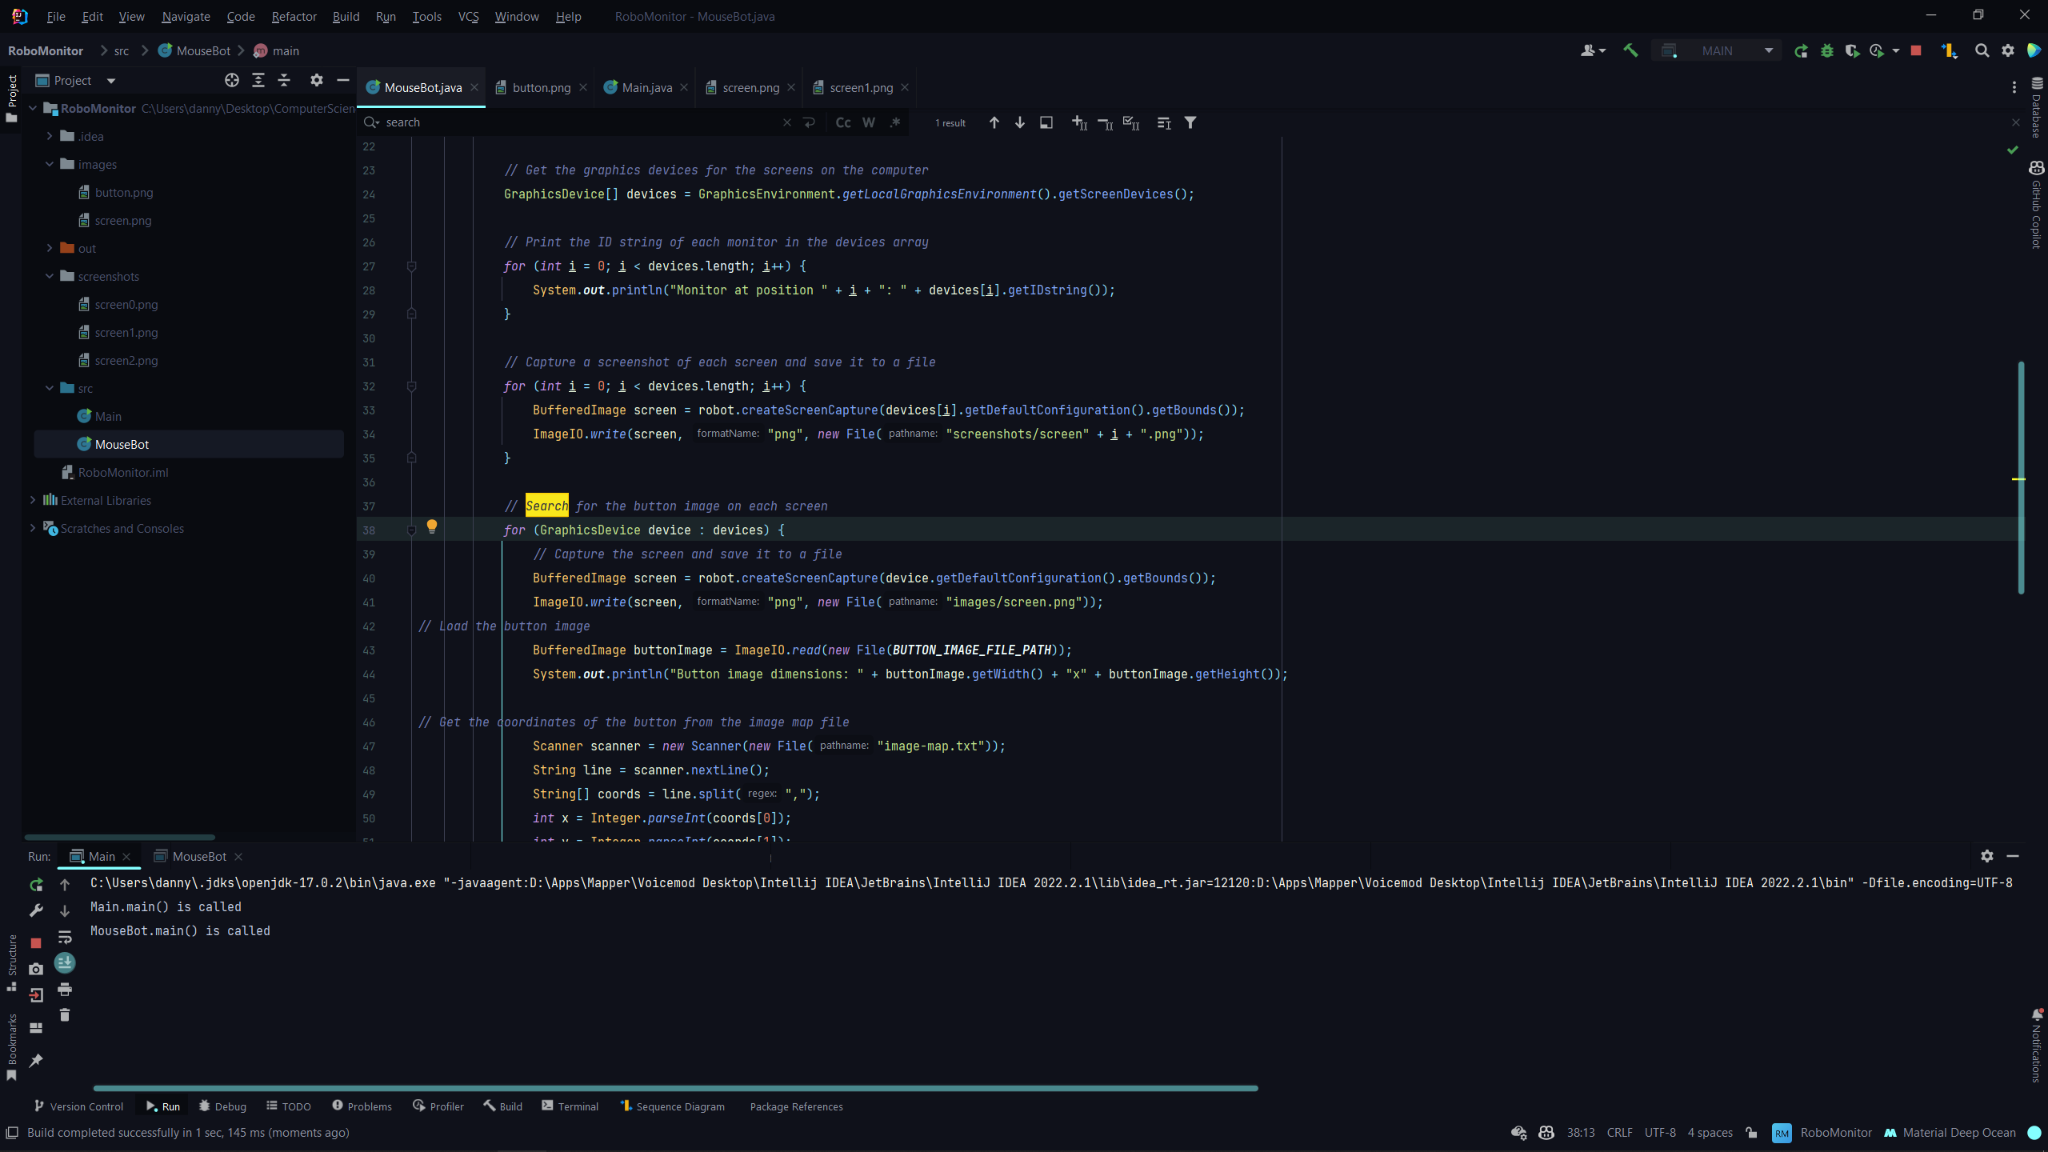 File Edit View Navigate Code Refactor Build Run Tools VCS Window Help RoboMonitor - MouseBot.java
RoboMonitor src MouseBot main MAIN
Project
MouseBot.java button.png Main.java screen.png screen1.png
search Cc W .* 1 result
Project
RoboMonitor C:\Users\danny\Desktop\ComputerScien
.idea
images
button.png
screen.png
out
screenshots
screen0.png
screen1.png
screen2.png
src
Main
MouseBot
RoboMonitor.iml
External Libraries
Scratches and Consoles
22
23 // Get the graphics devices for the screens on the computer
24 GraphicsDevice[] devices = GraphicsEnvironment.getLocalGraphicsEnvironment().getScreenDevices();
25
26 // Print the ID string of each monitor in the devices array
27 for (int i = 0; i < devices.length; i++) {
28 System.out.println("Monitor at position " + i + ": " + devices[i].getIDstring());
29 }
30
31 // Capture a screenshot of each screen and save it to a file
32 for (int i = 0; i < devices.length; i++) {
33 BufferedImage screen = robot.createScreenCapture(devices[i].getDefaultConfiguration().getBounds());
34 ImageIO.write(screen, formatName: "png", new File( pathname: "screenshots/screen" + i + ".png"));
35 }
36
37 // Search for the button image on each screen
38 for (GraphicsDevice device : devices) {
39 // Capture the screen and save it to a file
40 BufferedImage screen = robot.createScreenCapture(device.getDefaultConfiguration().getBounds());
41 ImageIO.write(screen, formatName: "png", new File( pathname: "images/screen.png"));
42 // Load the button image
43 BufferedImage buttonImage = ImageIO.read(new File(BUTTON_IMAGE_FILE_PATH));
44 System.out.println("Button image dimensions: " + buttonImage.getWidth() + "x" + buttonImage.getHeight());
45
46 // Get the coordinates of the button from the image map file
47 Scanner scanner = new Scanner(new File( pathname: "image-map.txt"));
48 String line = scanner.nextLine();
49 String[] coords = line.split( regex: ",");
50 int x = Integer.parseInt(coords[0]);
51 int y = Integer.parseInt(coords[1]);
Database
GitHub Copilot
Notifications
Structure
Bookmarks
Run: Main MouseBot
C:\Users\danny\.jdks\openjdk-17.0.2\bin\java.exe "-javaagent:D:\Apps\Mapper\Voicemod Desktop\Intellij IDEA\JetBrains\IntelliJ IDEA 2022.2.1\lib\idea_rt.jar=12120:D:\Apps\Mapper\Voicemod Desktop\Intellij IDEA\JetBrains\IntelliJ IDEA 2022.2.1\bin" -Dfile.encoding=UTF-8
Main.main() is called
MouseBot.main() is called
Version Control Run Debug TODO Problems Profiler Build Terminal Sequence Diagram Package References
Build completed successfully in 1 sec, 145 ms (moments ago) 38:13 CRLF UTF-8 4 spaces RM RoboMonitor Material Deep Ocean